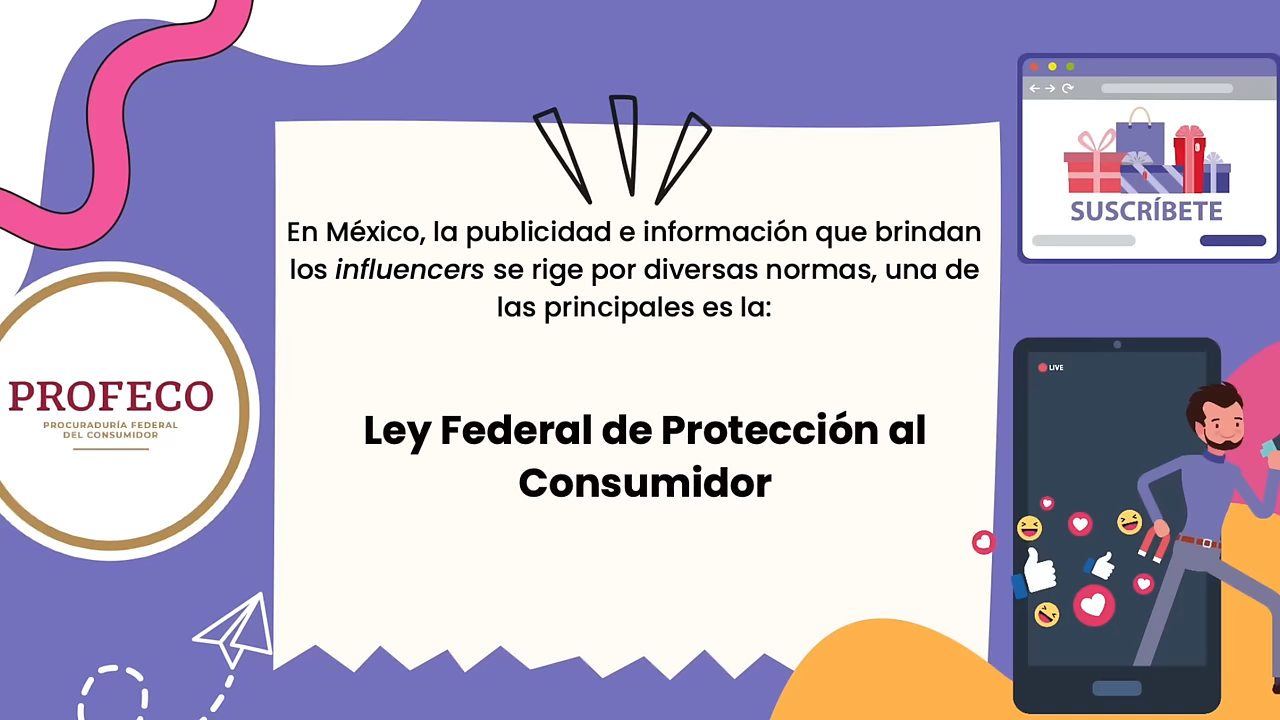 En México, la publicidad e información que brindan
los influencers se rige por diversas normas, una de
las principales es la:
Ley Federal de Protección al
Consumidor
PROFECO
PROCURADURÍA FEDERAL
DEL CONSUMIDOR
SUSCRÍBETE
LIVE